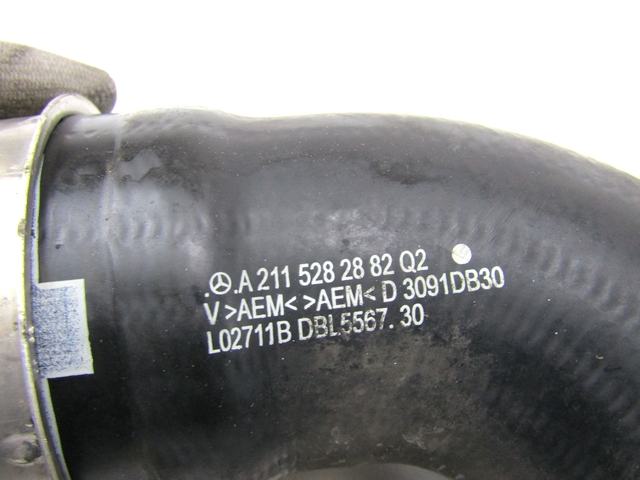 .A 211 528 28 82 Q2
V >AEM< >AEM< D 3091DB30
L02711B DBL5567.30